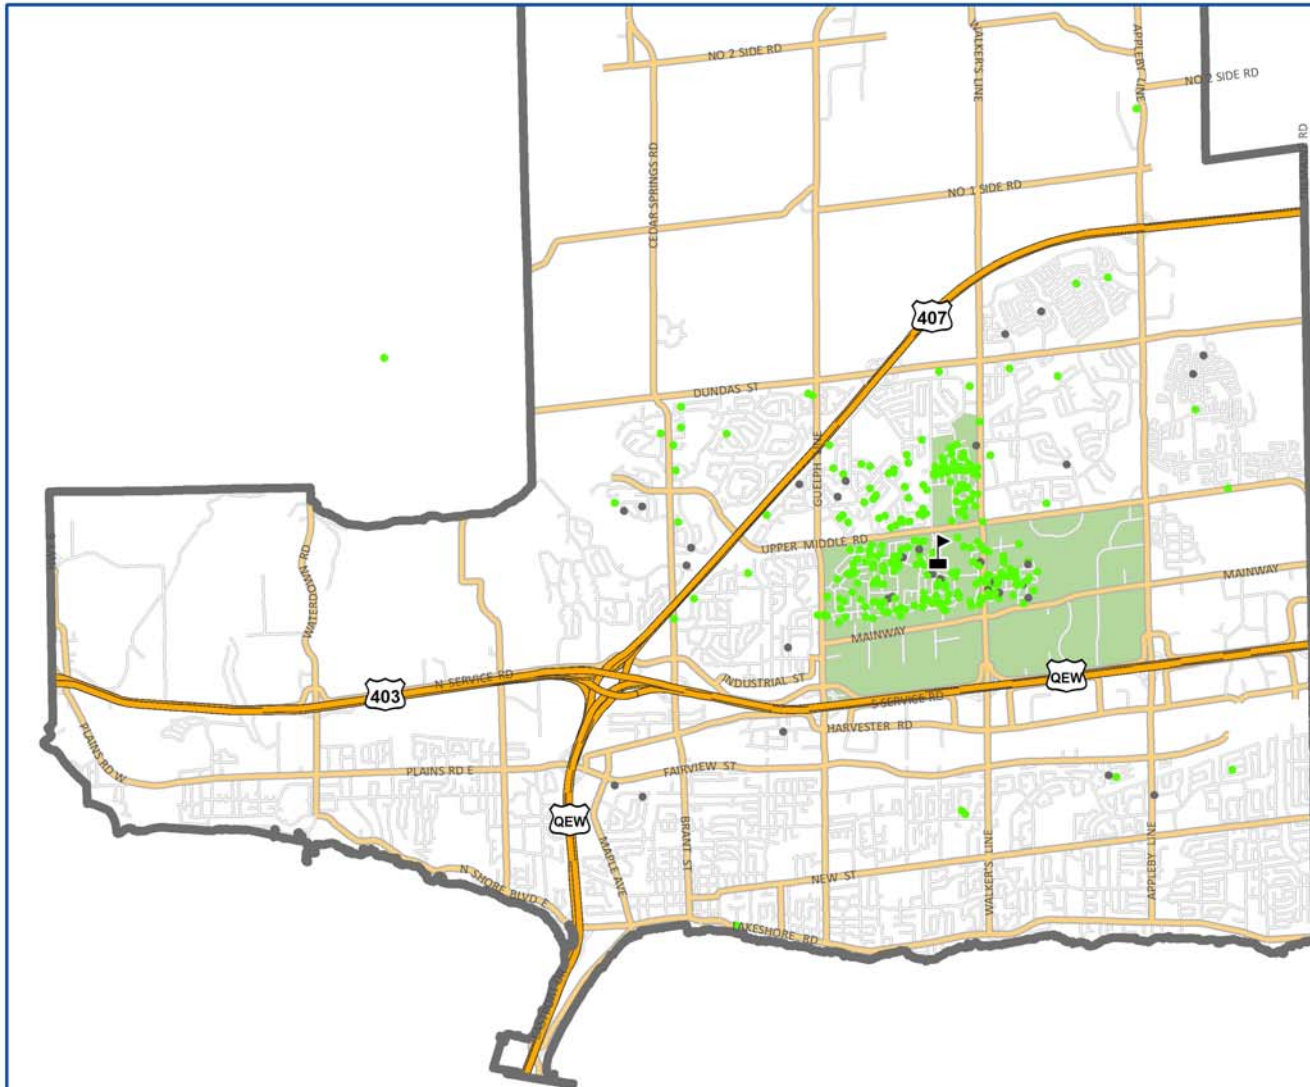 NO 2 SIDE RD
WALKER'S LINE
APPLEBY LINE
NO 2 SIDE RD
CEDAR SPRINGS RD
NO 1 SIDE RD
407
DUNDAS ST
GUELPH LINE
UPPER MIDDLE RD
WATERDOWN RD
MAINWAY
MAINWAY
N SERVICE RD
403
INDUSTRIAL ST
QEW
S SERVICE RD
HARVESTER RD
PLAINS RD W
PLAINS RD E
FAIRVIEW ST
QEW
BRANT ST
MAPLE AVE
N SHORE BLVD E
NEW ST
WALKER'S LINE
APPLEBY LINE
LAKESHORE RD